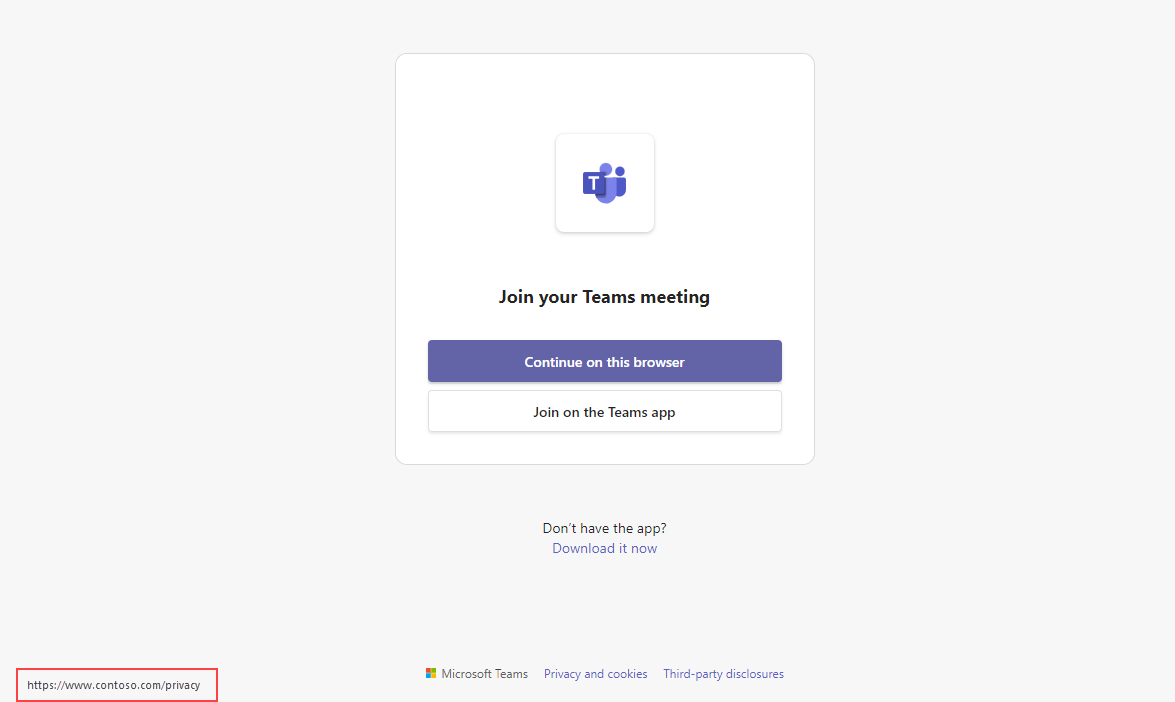 T
Join your Teams meeting
Continue on this browser
Join on the Teams app
Don’t have the app?
Download it now
Microsoft Teams Privacy and cookies Third-party disclosures
https://www.contoso.com/privacy